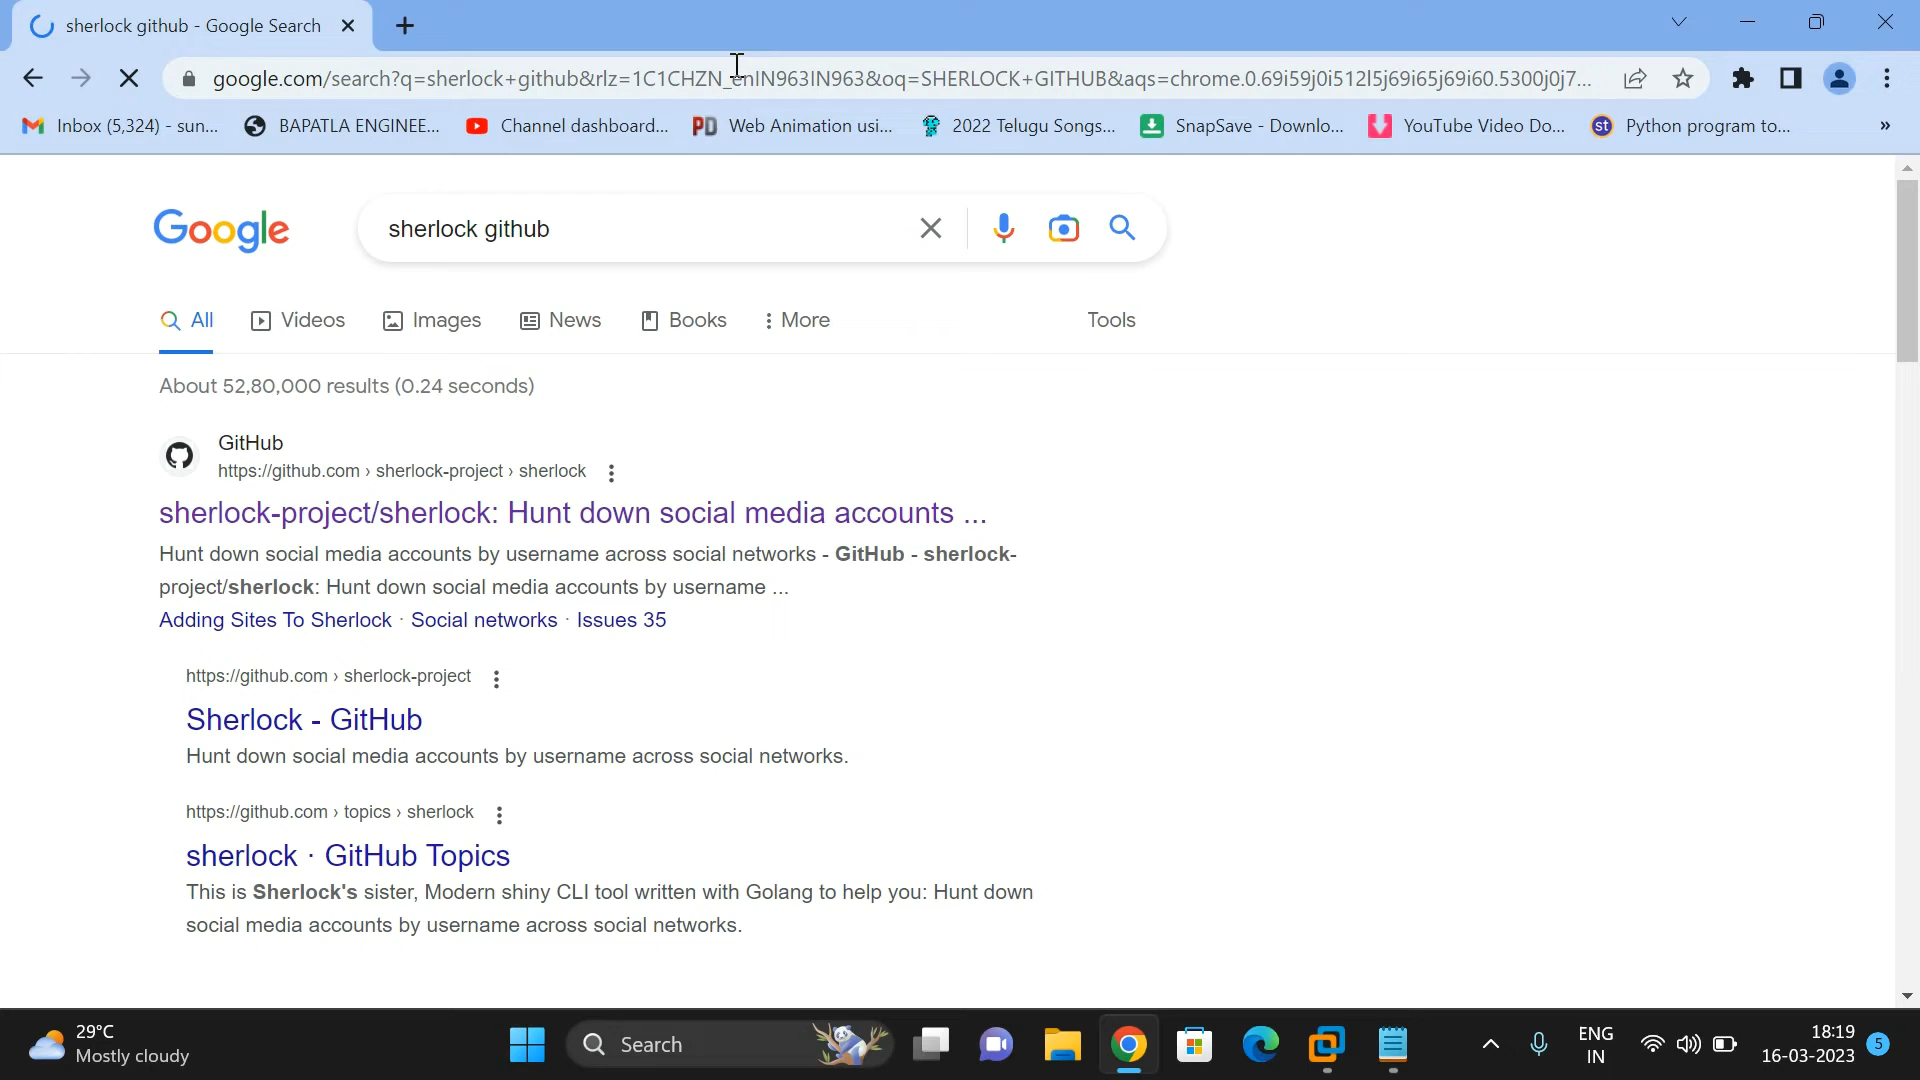 sherlock github - Google Search
google.com/search?q=sherlock+github&rlz=1C1CHZN_enIN963IN963&oq=SHERLOCK+GITHUB&aqs=chrome.0.69i59j0i512l5j69i65j69i60.5300j0j7...
Inbox (5,324) - sun... BAPATLA ENGINEE... Channel dashboard... PD Web Animation usi... 2022 Telugu Songs... SnapSave - Downlo... YouTube Video Do... st Python program to... »
Google sherlock github
All Videos Images News Books More Tools
About 52,80,000 results (0.24 seconds)
GitHub
https://github.com › sherlock-project › sherlock
sherlock-project/sherlock: Hunt down social media accounts ...
Hunt down social media accounts by username across social networks - GitHub - sherlock-
project/sherlock: Hunt down social media accounts by username ...
Adding Sites To Sherlock · Social networks · Issues 35
https://github.com › sherlock-project
Sherlock - GitHub
Hunt down social media accounts by username across social networks.
https://github.com › topics › sherlock
sherlock · GitHub Topics
This is Sherlock's sister, Modern shiny CLI tool written with Golang to help you: Hunt down
social media accounts by username across social networks.
29°C
Mostly cloudy
Search
ENG
IN
18:19
16-03-2023
5